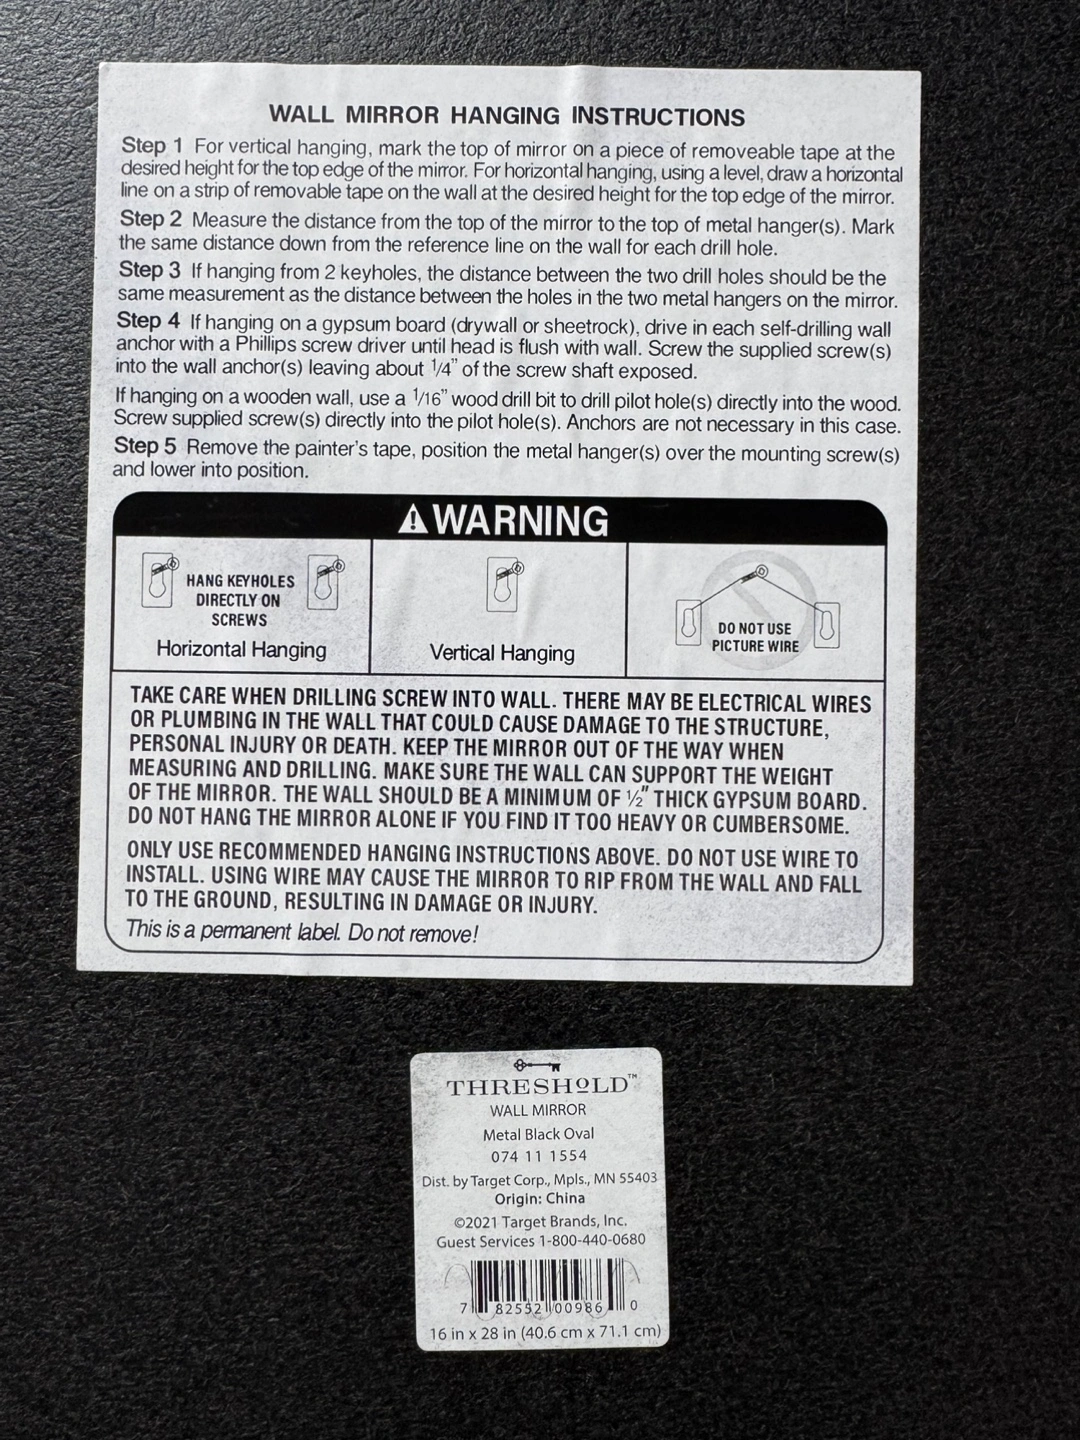 WALL MIRROR HANGING INSTRUCTIONS
Step 1 For vertical hanging, mark the top of mirror on a piece of removeable tape at the
desired height for the top edge of the mirror. For horizontal hanging, using a level, draw a horizontal
line on a strip of removable tape on the wall at the desired height for the top edge of the mirror.
Step 2 Measure the distance from the top of the mirror to the top of metal hanger(s). Mark
the same distance down from the reference line on the wall for each drill hole.
Step 3 If hanging from 2 keyholes, the distance between the two drill holes should be the
same measurement as the distance between the holes in the two metal hangers on the mirror.
Step 4 If hanging on a gypsum board (drywall or sheetrock), drive in each self-drilling wall
anchor with a Phillips screw driver until head is flush with wall. Screw the supplied screw(s)
into the wall anchor(s) leaving about 1/4" of the screw shaft exposed.
If hanging on a wooden wall, use a 1/16" wood drill bit to drill pilot hole(s) directly into the wood.
Screw supplied screw(s) directly into the pilot hole(s). Anchors are not necessary in this case.
Step 5 Remove the painter's tape, position the metal hanger(s) over the mounting screw(s)
and lower into position.
WARNING
HANG KEYHOLES
DIRECTLY ON
SCREWS
Horizontal Hanging
Vertical Hanging
DO NOT USE
PICTURE WIRE
TAKE CARE WHEN DRILLING SCREW INTO WALL. THERE MAY BE ELECTRICAL WIRES
OR PLUMBING IN THE WALL THAT COULD CAUSE DAMAGE TO THE STRUCTURE,
PERSONAL INJURY OR DEATH. KEEP THE MIRROR OUT OF THE WAY WHEN
MEASURING AND DRILLING. MAKE SURE THE WALL CAN SUPPORT THE WEIGHT
OF THE MIRROR. THE WALL SHOULD BE A MINIMUM OF ½" THICK GYPSUM BOARD.
DO NOT HANG THE MIRROR ALONE IF YOU FIND IT TOO HEAVY OR CUMBERSOME.
ONLY USE RECOMMENDED HANGING INSTRUCTIONS ABOVE. DO NOT USE WIRE TO
INSTALL. USING WIRE MAY CAUSE THE MIRROR TO RIP FROM THE WALL AND FALL
TO THE GROUND, RESULTING IN DAMAGE OR INJURY.
This is a permanent label. Do not remove!
THRESHOLD™
WALL MIRROR
Metal Black Oval
074 11 1554
Dist. by Target Corp., Mpls., MN 55403
Origin: China
©2021 Target Brands, Inc.
Guest Services 1-800-440-0680
7 82552 00986 0
16 in x 28 in (40.6 cm x 71.1 cm)